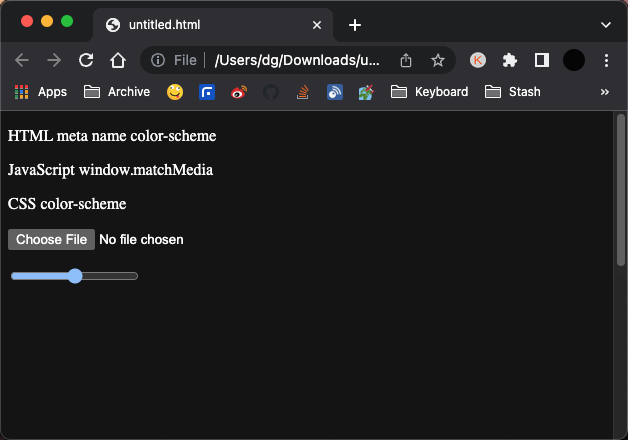 untitled.html
File | /Users/dg/Downloads/u...
Apps Archive Keyboard Stash »
HTML meta name color-scheme
JavaScript window.matchMedia
CSS color-scheme
Choose File No file chosen